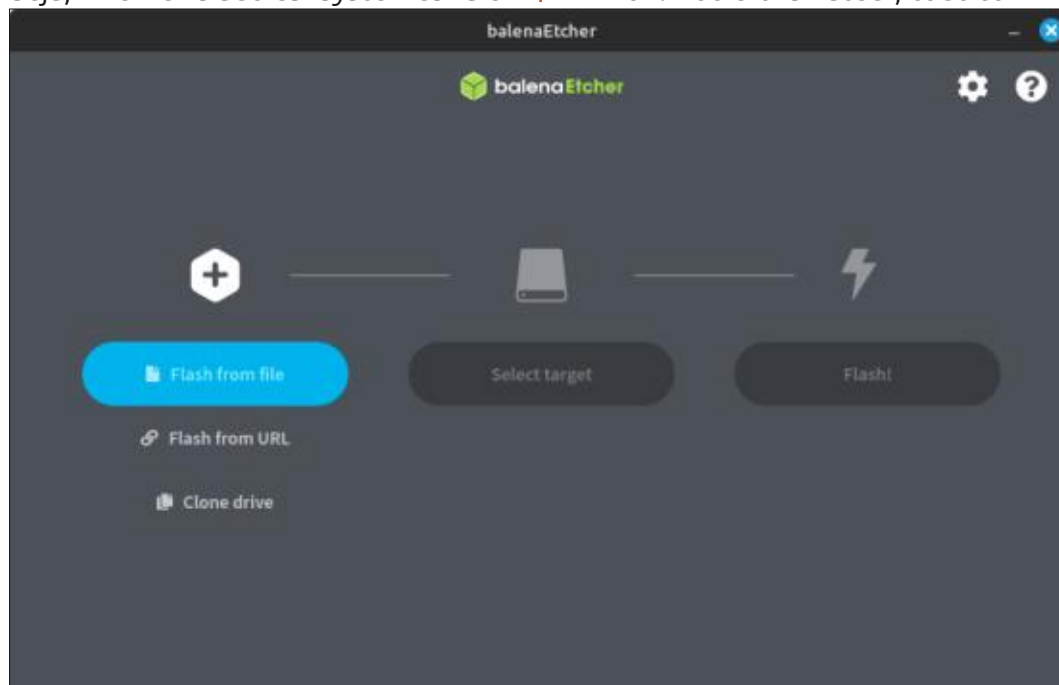 balenaEtcher
balenaEtcher
Flash from file
Select target
Flash!
Flash from URL
Clone drive